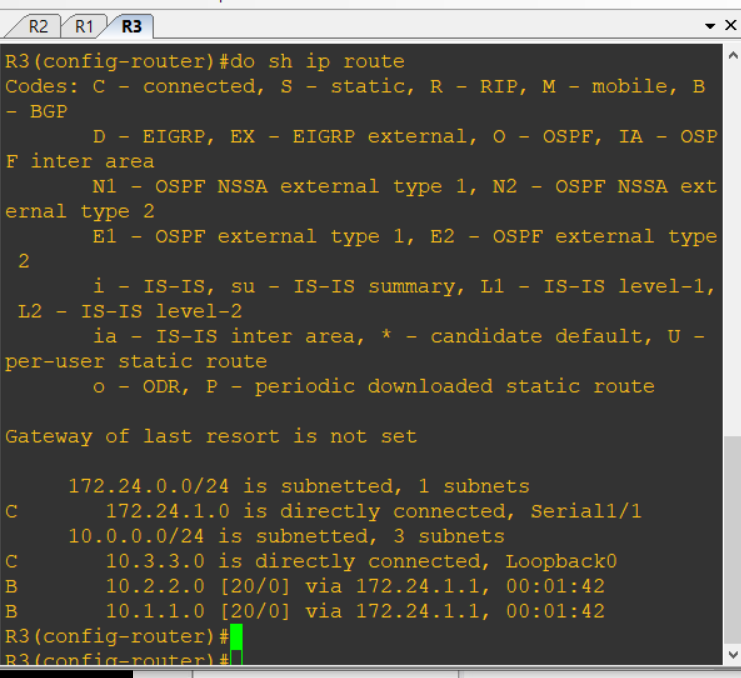 R2 R1 R3
R3(config-router)#do sh ip route
Codes: C - connected, S - static, R - RIP, M - mobile, B
- BGP
D - EIGRP, EX - EIGRP external, O - OSPF, IA - OSP
F inter area
N1 - OSPF NSSA external type 1, N2 - OSPF NSSA ext
ernal type 2
E1 - OSPF external type 1, E2 - OSPF external type
2
i - IS-IS, su - IS-IS summary, L1 - IS-IS level-1,
L2 - IS-IS level-2
ia - IS-IS inter area, * - candidate default, U -
per-user static route
o - ODR, P - periodic downloaded static route
Gateway of last resort is not set
172.24.0.0/24 is subnetted, 1 subnets
C 172.24.1.0 is directly connected, Serial1/1
10.0.0.0/24 is subnetted, 3 subnets
C 10.3.3.0 is directly connected, Loopback0
B 10.2.2.0 [20/0] via 172.24.1.1, 00:01:42
B 10.1.1.0 [20/0] via 172.24.1.1, 00:01:42
R3(config-router)#
R3(config-router)#